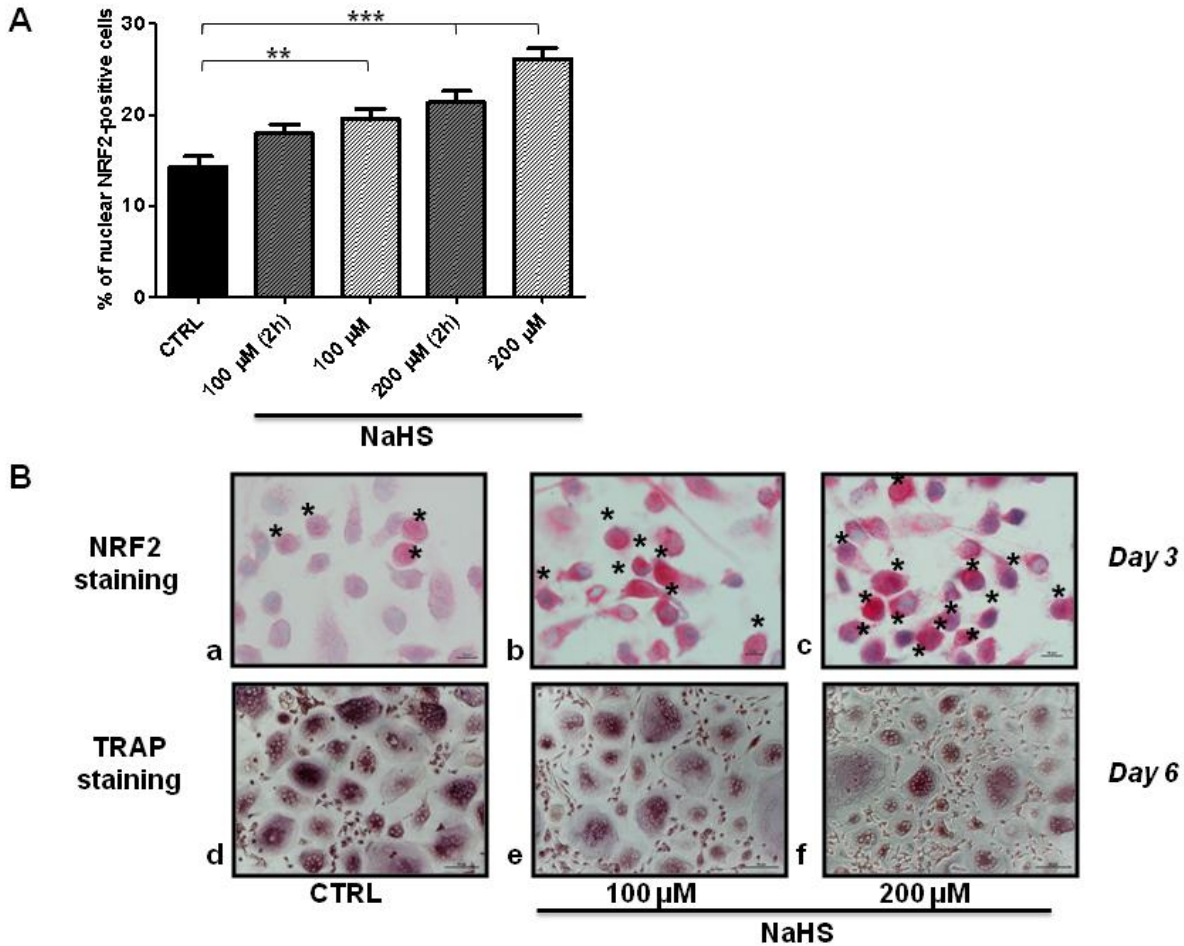 A
% of nuclear NRF2-positive cells
30
20
10
0
***
**
CTRL
100 µM (2h)
100 µM
200 µM (2h)
200 µM
NaHS
B
NRF2
staining
* * * *
a
* * * * * * *
b
* * * * * * * * * * * * *
c
Day 3
TRAP
staining
d
e
f
Day 6
CTRL
100 µM
200 µM
NaHS